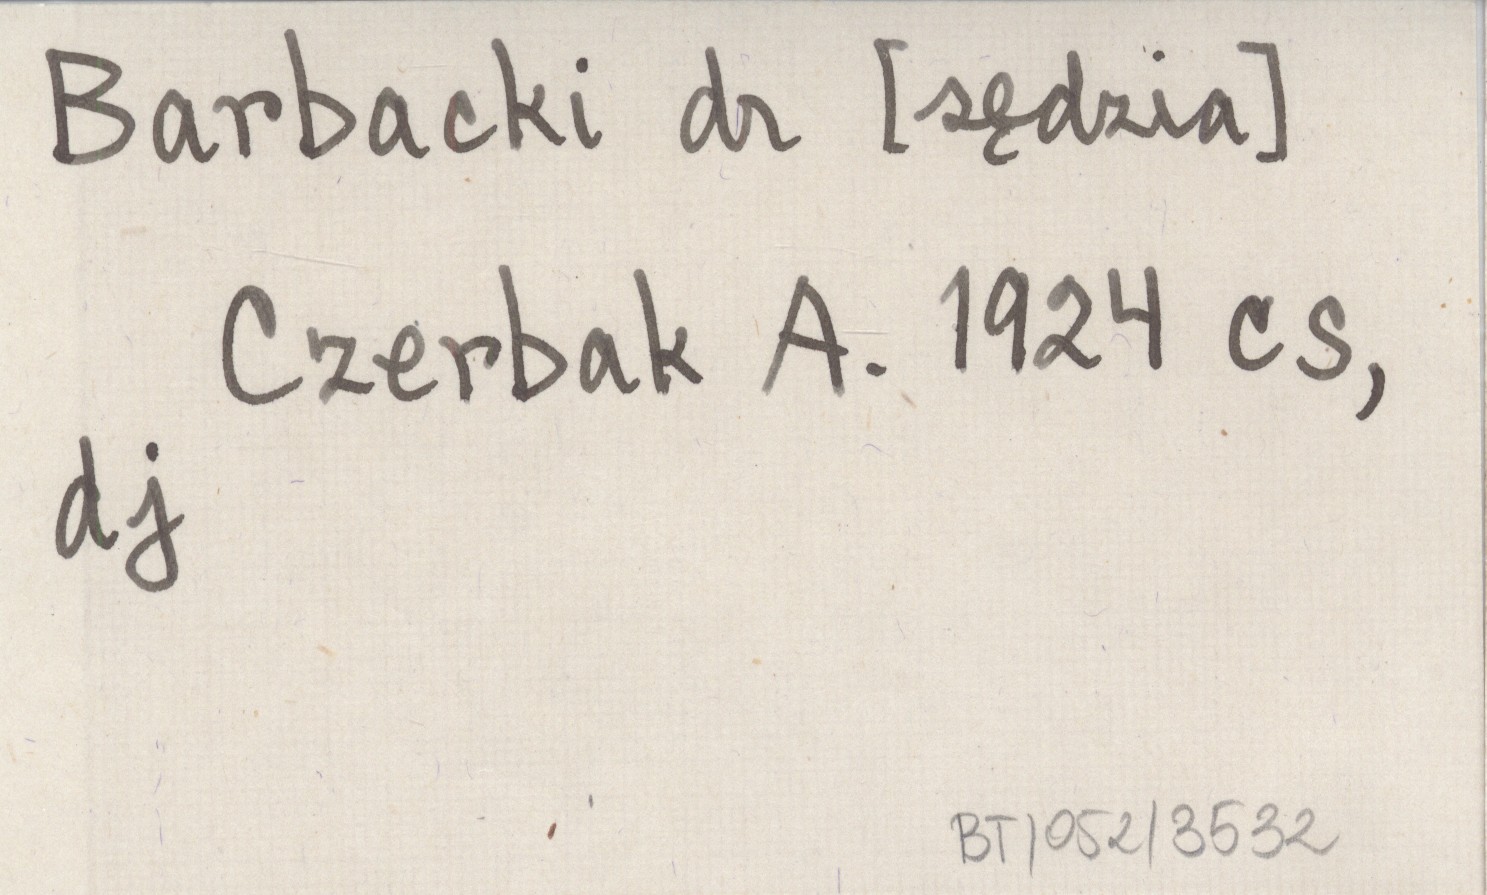 Barbacki dr [sędzia]
Czerbak A. 1924 cs,
dj
BT/052/3532